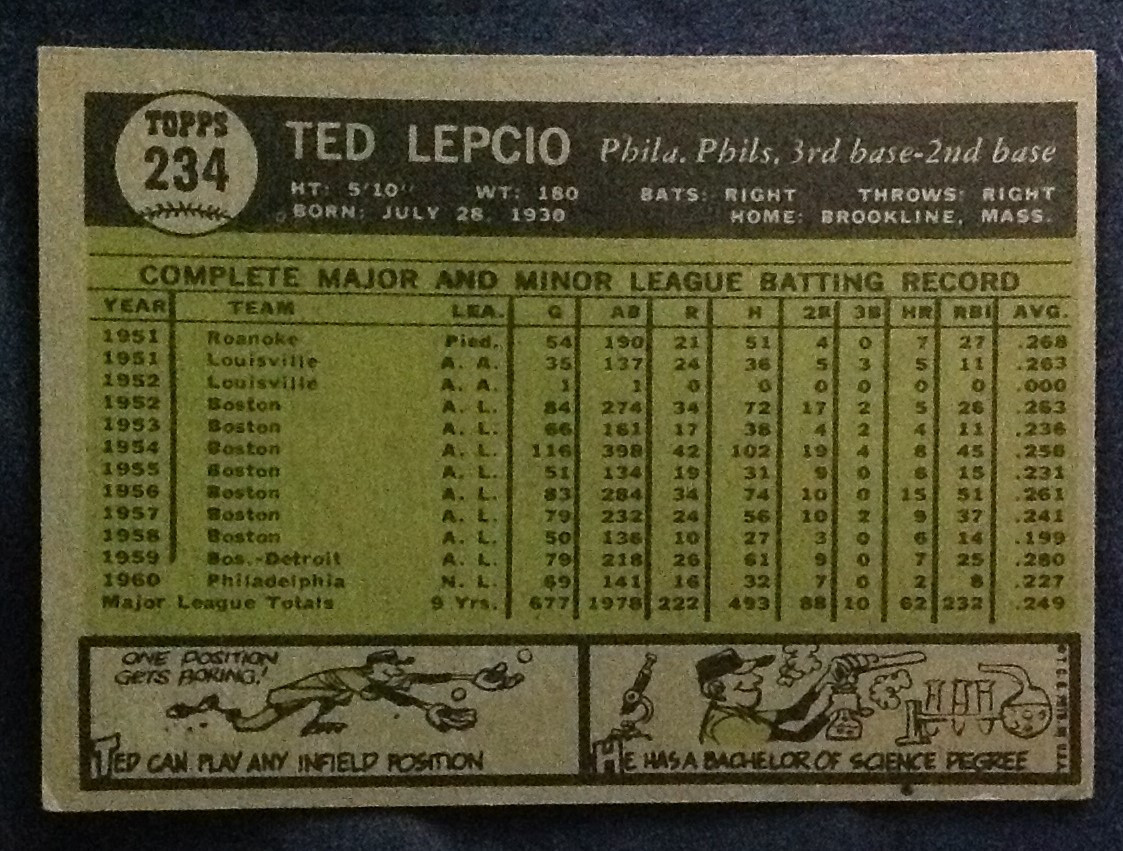 TOPPS
234
TED LEPCIO Phila. Phils, 3rd base-2nd base
HT: 5'10" WT: 180 BATS: RIGHT THROWS: RIGHT
BORN: JULY 28, 1930 HOME: BROOKLINE, MASS.
COMPLETE MAJOR AND MINOR LEAGUE BATTING RECORD
YEAR TEAM LEA. G AB R H 2B 3B HR RBI AVG.
1951 Roanoke Pied. 54 190 21 51 4 0 7 27 .268
1951 Louisville A. A. 35 137 24 36 5 3 5 11 .263
1952 Louisville A. A. 1 1 0 0 0 0 0 0 .000
1952 Boston A. L. 84 274 34 72 17 2 5 26 .263
1953 Boston A. L. 66 161 17 38 4 2 4 11 .236
1954 Boston A. L. 116 398 42 102 19 4 8 45 .256
1955 Boston A. L. 51 134 19 31 9 0 6 15 .231
1956 Boston A. L. 83 284 34 74 10 0 15 51 .261
1957 Boston A. L. 79 232 24 56 10 2 9 37 .241
1958 Boston A. L. 50 136 10 27 3 0 6 14 .199
1959 Bos.-Detroit A. L. 79 218 26 61 9 0 7 25 .280
1960 Philadelphia N. L. 69 141 16 32 7 0 2 8 .227
Major League Totals 9 Yrs. 677 1978 222 493 88 10 62 232 .249
ONE POSITION
GETS BORING!
TED CAN PLAY ANY INFIELD POSITION
HE HAS A BACHELOR OF SCIENCE DEGREE